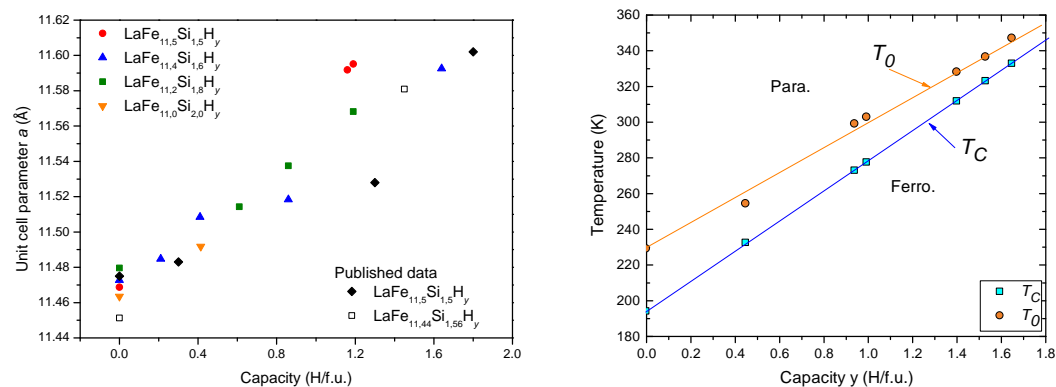 11.62
11.60
11.58
11.56
11.54
11.52
11.50
11.48
11.46
11.44
Unit cell parameter a (Å)
LaFe11,5Si1,5Hy
LaFe11,4Si1,6Hy
LaFe11,2Si1,8Hy
LaFe11,0Si2,0Hy
Published data
LaFe11,5Si1,5Hy
LaFe11,44Si1,56Hy
0.0 0.4 0.8 1.2 1.6 2.0
Capacity (H/f.u.)
360
340
320
300
280
260
240
220
200
180
Temperature (K)
Para.
T0
TC
Ferro.
TC
T0
0.0 0.2 0.4 0.6 0.8 1.0 1.2 1.4 1.6 1.8
Capacity y (H/f.u.)